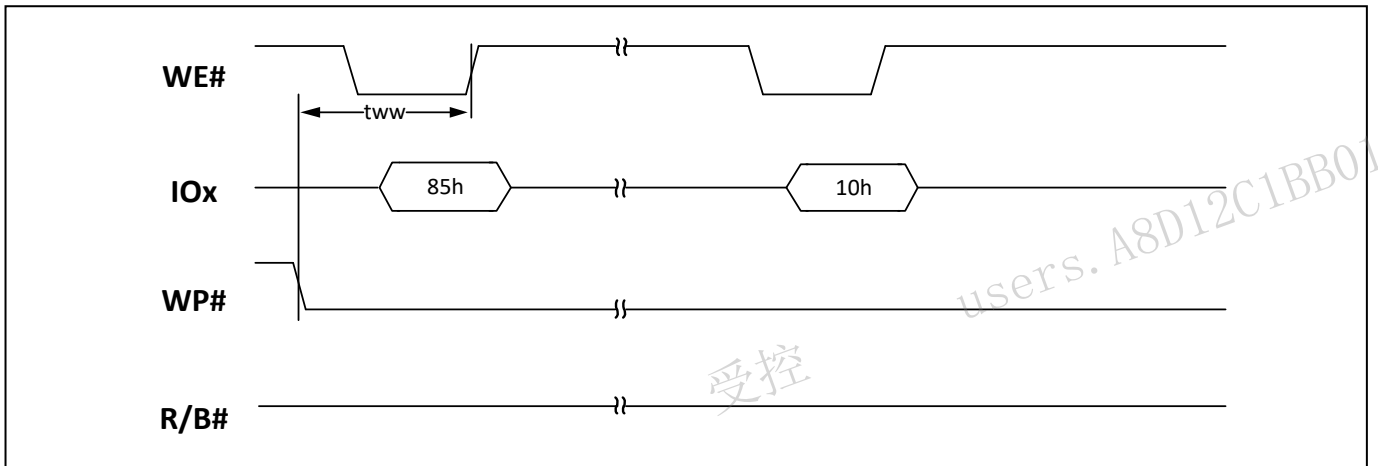 WE#
tww
IOx
85h
10h
users. A8D12C1BB01
WP#
受控
R/B#